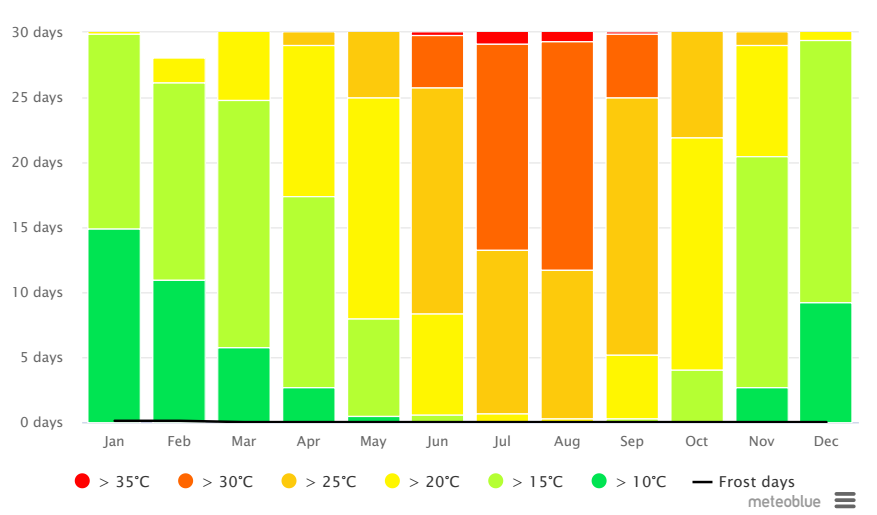 30 days
25 days
20 days
15 days
10 days
5 days
0 days
Jan Feb Mar Apr May Jun Jul Aug Sep Oct Nov Dec
> 35°C > 30°C > 25°C > 20°C > 15°C > 10°C Frost days
meteoblue